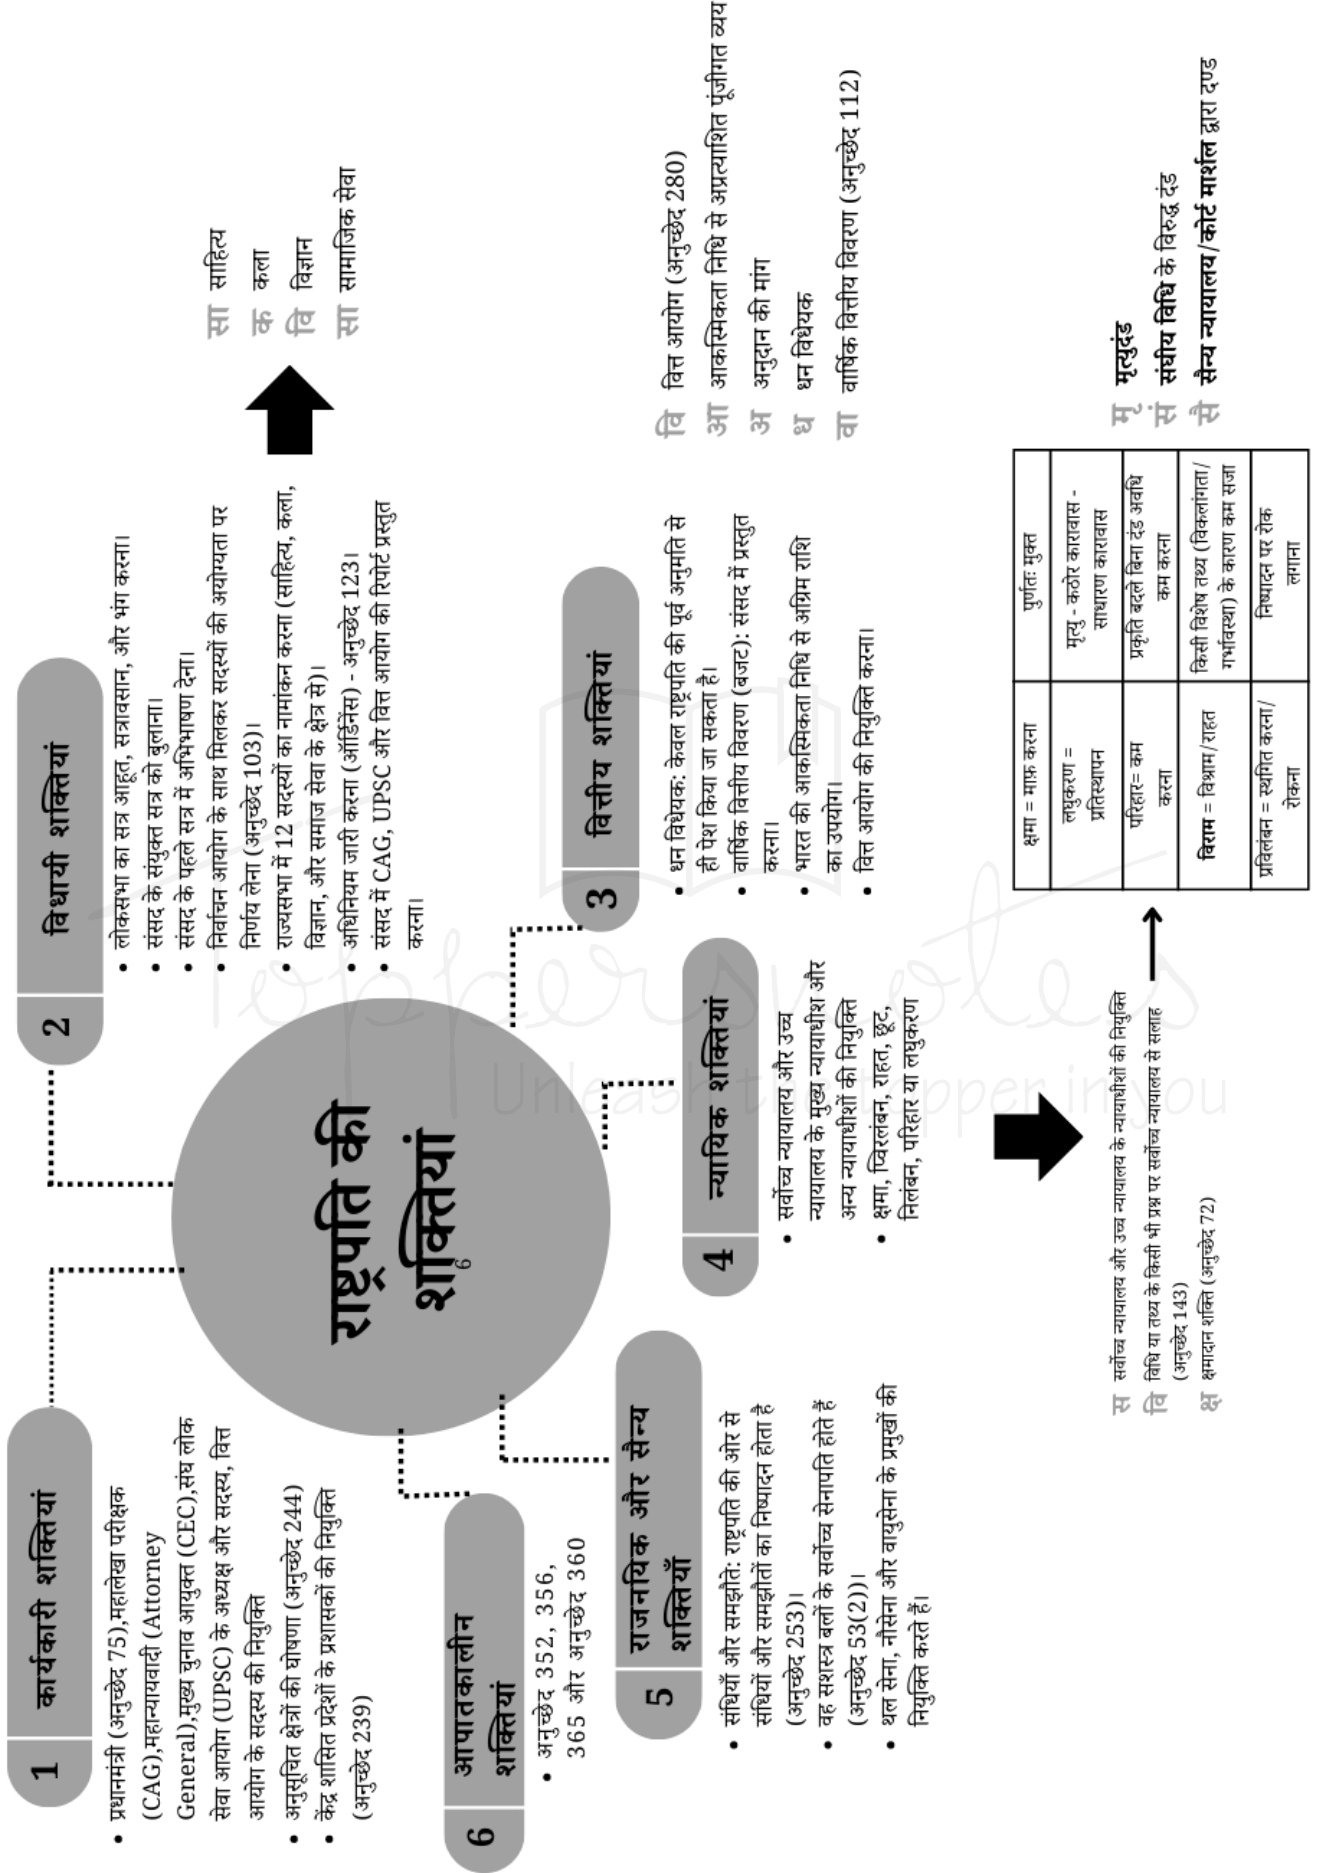 राष्ट्रपति की
शक्तियां
6
1 कार्यकारी शक्तियां
• प्रधानमंत्री (अनुच्छेद 75),महालेखा परीक्षक
(CAG),महान्यायवादी (Attorney
General),मुख्य चुनाव आयुक्त (CEC),संघ लोक
सेवा आयोग (UPSC) के अध्यक्ष और सदस्य, वित्त
आयोग के सदस्य की नियुक्ति
• अनुसूचित क्षेत्रों की घोषणा (अनुच्छेद 244)
• केंद्र शासित प्रदेशों के प्रशासकों की नियुक्ति
(अनुच्छेद 239)
2 विधायी शक्तियां
• लोकसभा का सत्र आहूत, सत्रावसान, और भंग करना।
• संसद के संयुक्त सत्र को बुलाना।
• संसद के पहले सत्र में अभिभाषण देना।
• निर्वाचन आयोग के साथ मिलकर सदस्यों की अयोग्यता पर
निर्णय लेना (अनुच्छेद 103)।
• राज्यसभा में 12 सदस्यों का नामांकन करना (साहित्य, कला,
विज्ञान, और समाज सेवा के क्षेत्र से)।
• अधिनियम जारी करना (ऑर्डिनेंस) - अनुच्छेद 123।
• संसद में CAG, UPSC और वित्त आयोग की रिपोर्ट प्रस्तुत
करना।
सा साहित्य
क कला
वि विज्ञान
सा सामाजिक सेवा
3 वित्तीय शक्तियां
• धन विधेयक: केवल राष्ट्रपति की पूर्व अनुमति से
ही पेश किया जा सकता है।
• वार्षिक वित्तीय विवरण (बजट): संसद में प्रस्तुत
करना।
• भारत की आकस्मिकता निधि से अग्रिम राशि
का उपयोग।
• वित्त आयोग की नियुक्ति करना।
वि वित्त आयोग (अनुच्छेद 280)
आ आकस्मिकता निधि से अप्रत्याशित पूंजीगत व्यय
अ अनुदान की मांग
ध धन विधेयक
वा वार्षिक वित्तीय विवरण (अनुच्छेद 112)
4 न्यायिक शक्तियां
• सर्वोच्च न्यायालय और उच्च
न्यायालय के मुख्य न्यायाधीश और
अन्य न्यायाधीशों की नियुक्ति
• क्षमा, प्विरलंबन, राहत, छूट,
निलंबन, परिहार या लघुकरण
स सर्वोच्च न्यायालय और उच्च न्यायालय के न्यायाधीशों की नियुक्ति
वि विधि या तथ्य के किसी भी प्रश्न पर सर्वोच्च न्यायालय से सलाह
(अनुच्छेद 143)
क्ष क्षमादान शक्ति (अनुच्छेद 72)
क्षमा = माफ़ करना पुर्णतः मुक्त
लघुकरण =
प्रतिस्थापन
मृत्यु - कठोर कारावास -
साधारण कारावास
परिहार= कम
करना
प्रकृति बदले बिना दंड अवधि
कम करना
विराम = विश्राम/राहत
किसी विशेष तथ्य (विकलांगता/
गर्भावस्था) के कारण कम सजा
प्रविलंबन = स्थगित करना/
रोकना
निष्पादन पर रोक
लगाना
मृ मृत्युदंड
सं संघीय विधि के विरुद्ध दंड
सै सैन्य न्यायालय/कोर्ट मार्शल द्वारा दण्ड
5 राजनयिक और सैन्य
शक्तियाँ
• संधियाँ और समझौते: राष्ट्रपति की ओर से
संधियों और समझौतों का निष्पादन होता है
(अनुच्छेद 253)।
• वह सशस्त्र बलों के सर्वोच्च सेनापति होते हैं
(अनुच्छेद 53(2))।
• थल सेना, नौसेना और वायुसेना के प्रमुखों की
नियुक्ति करते हैं।
6 आपातकालीन
शक्तियां
• अनुच्छेद 352, 356,
365 और अनुच्छेद 360
Toppersnotes
Unleash the topper in you